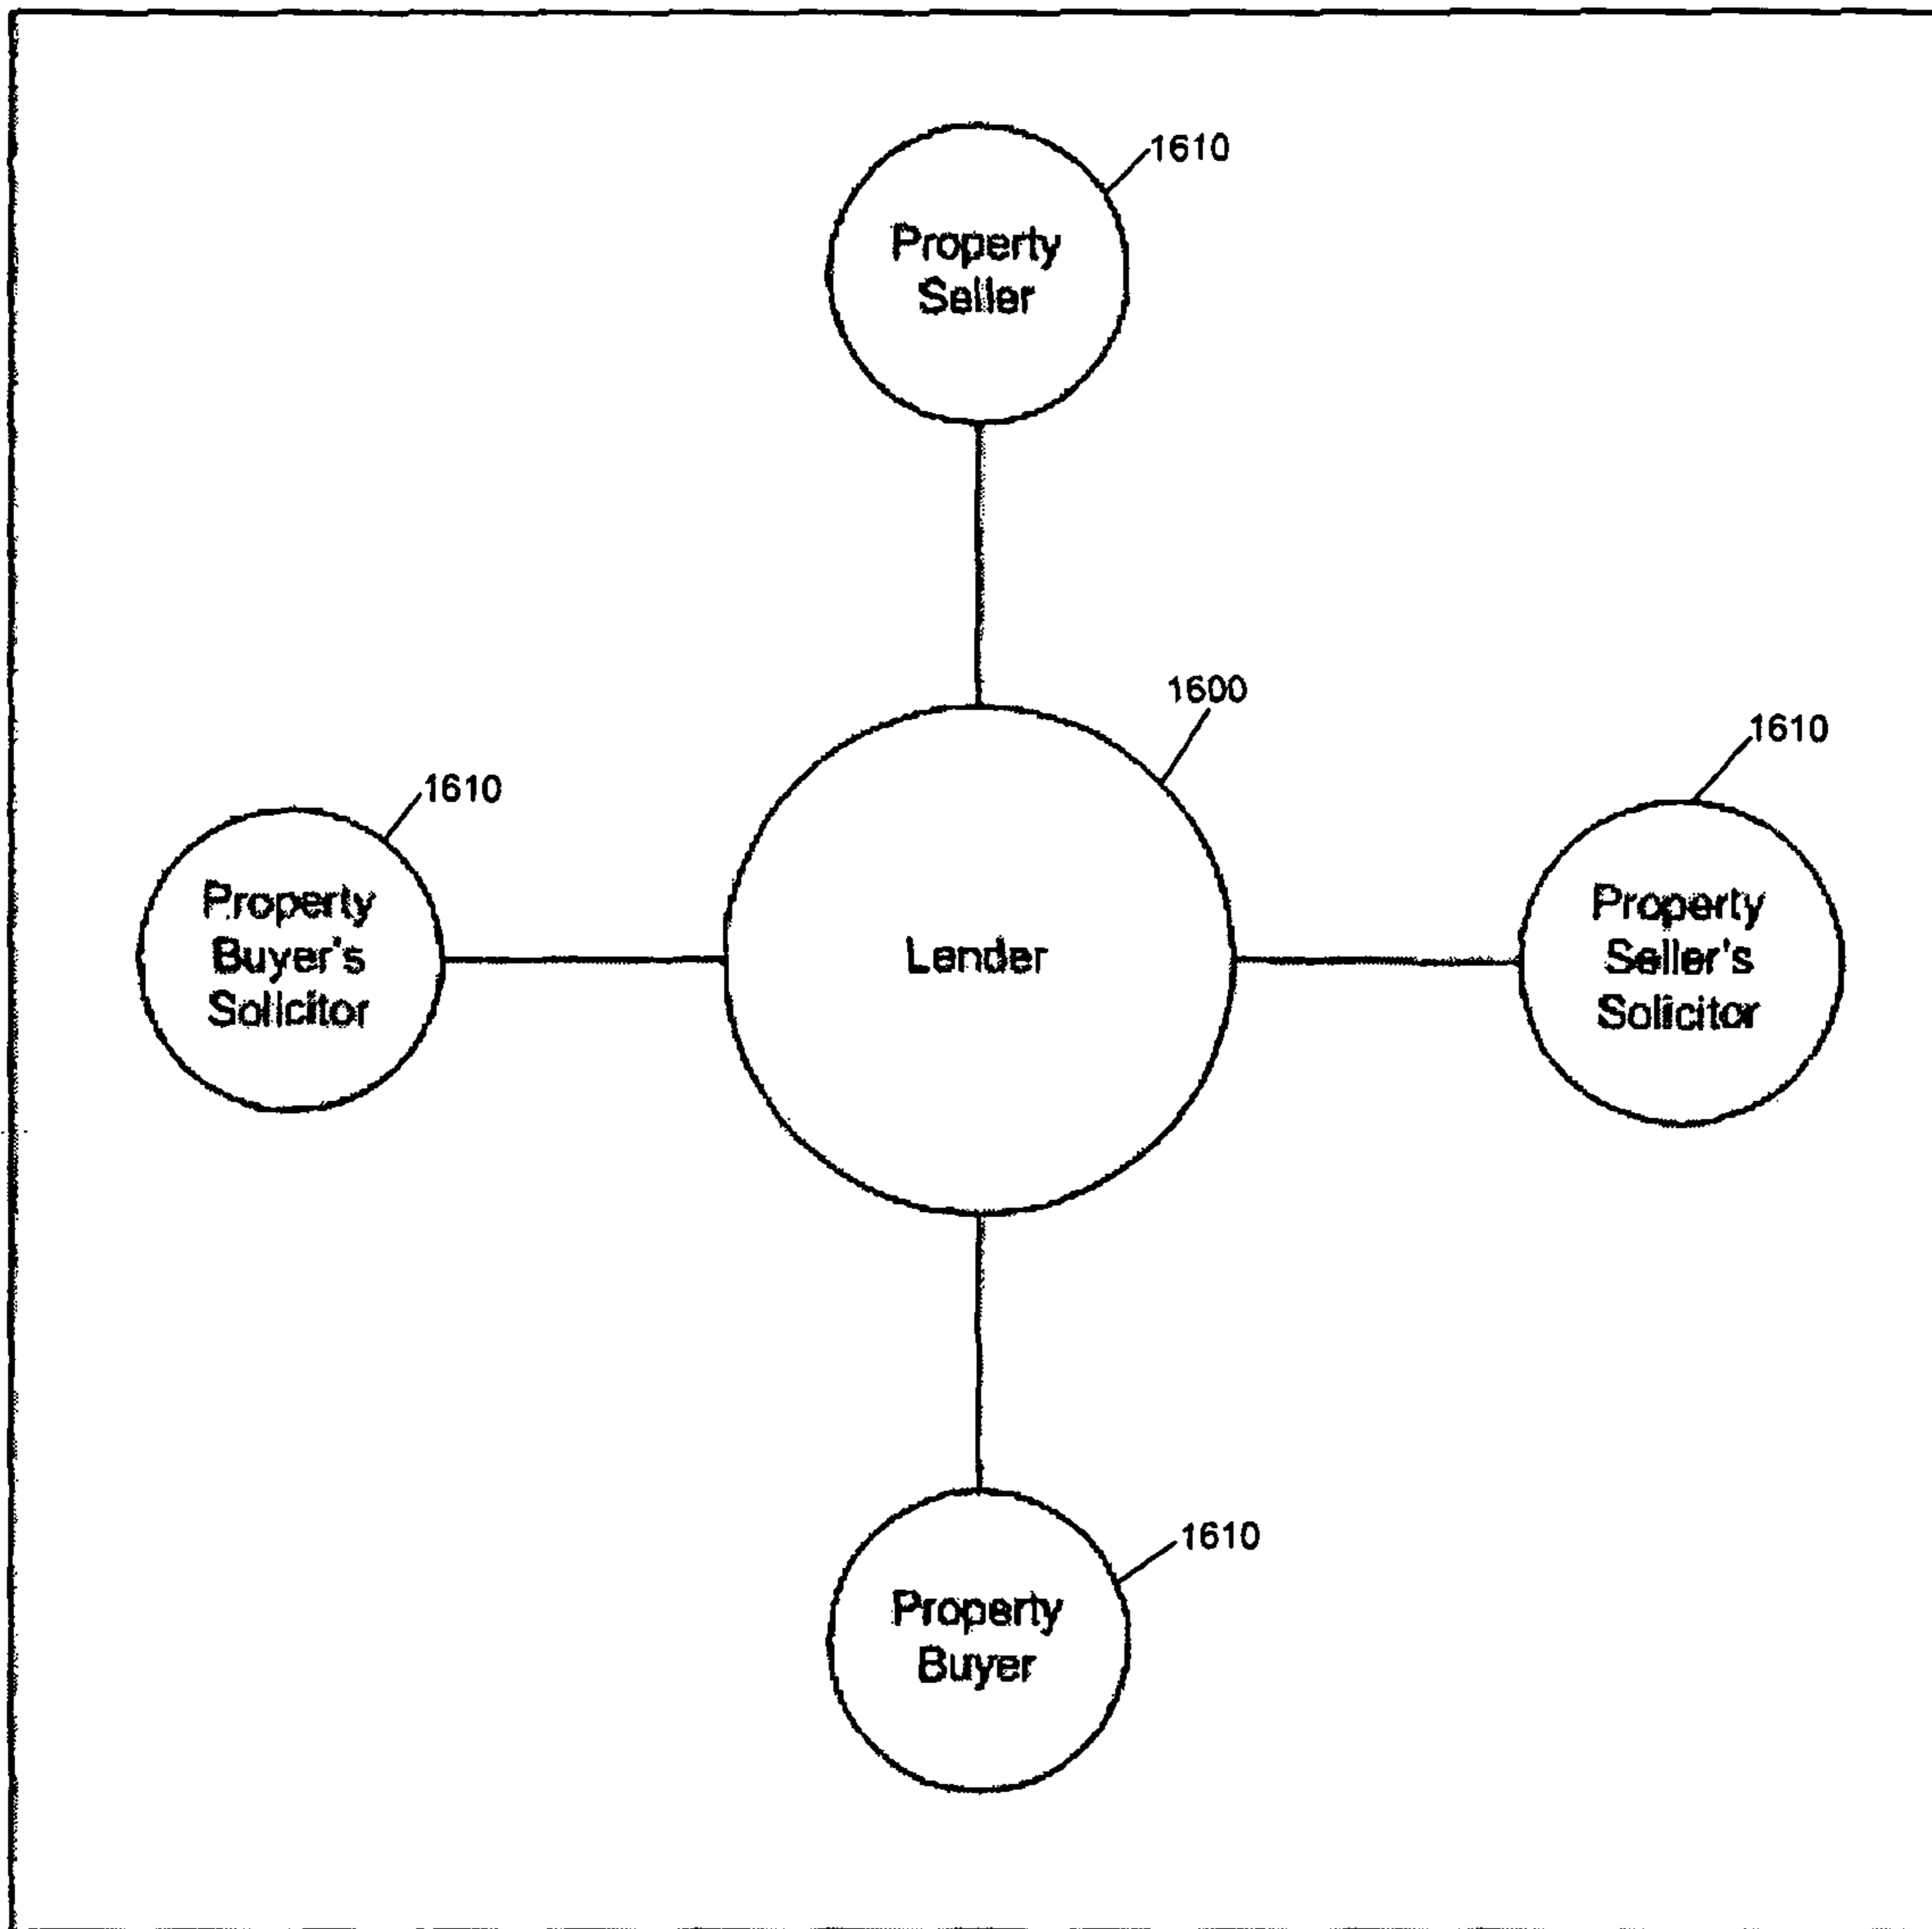 1610
Property
Seller
1600
1610
1610
Property
Buyer's
Solicitor
Lender
Property
Seller's
Solicitor
1610
Property
Buyer